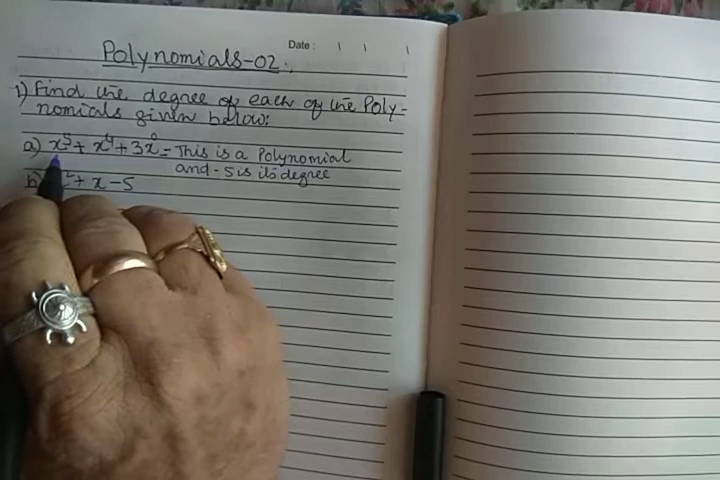 Date :
Polynomials-02.
1) Find the degree of each of the Poly-
nomials given below:
a) x⁵ + x⁴ + 3x⁰ = This is a Polynomial
and - 5 is its degree
b) x² + x - 5